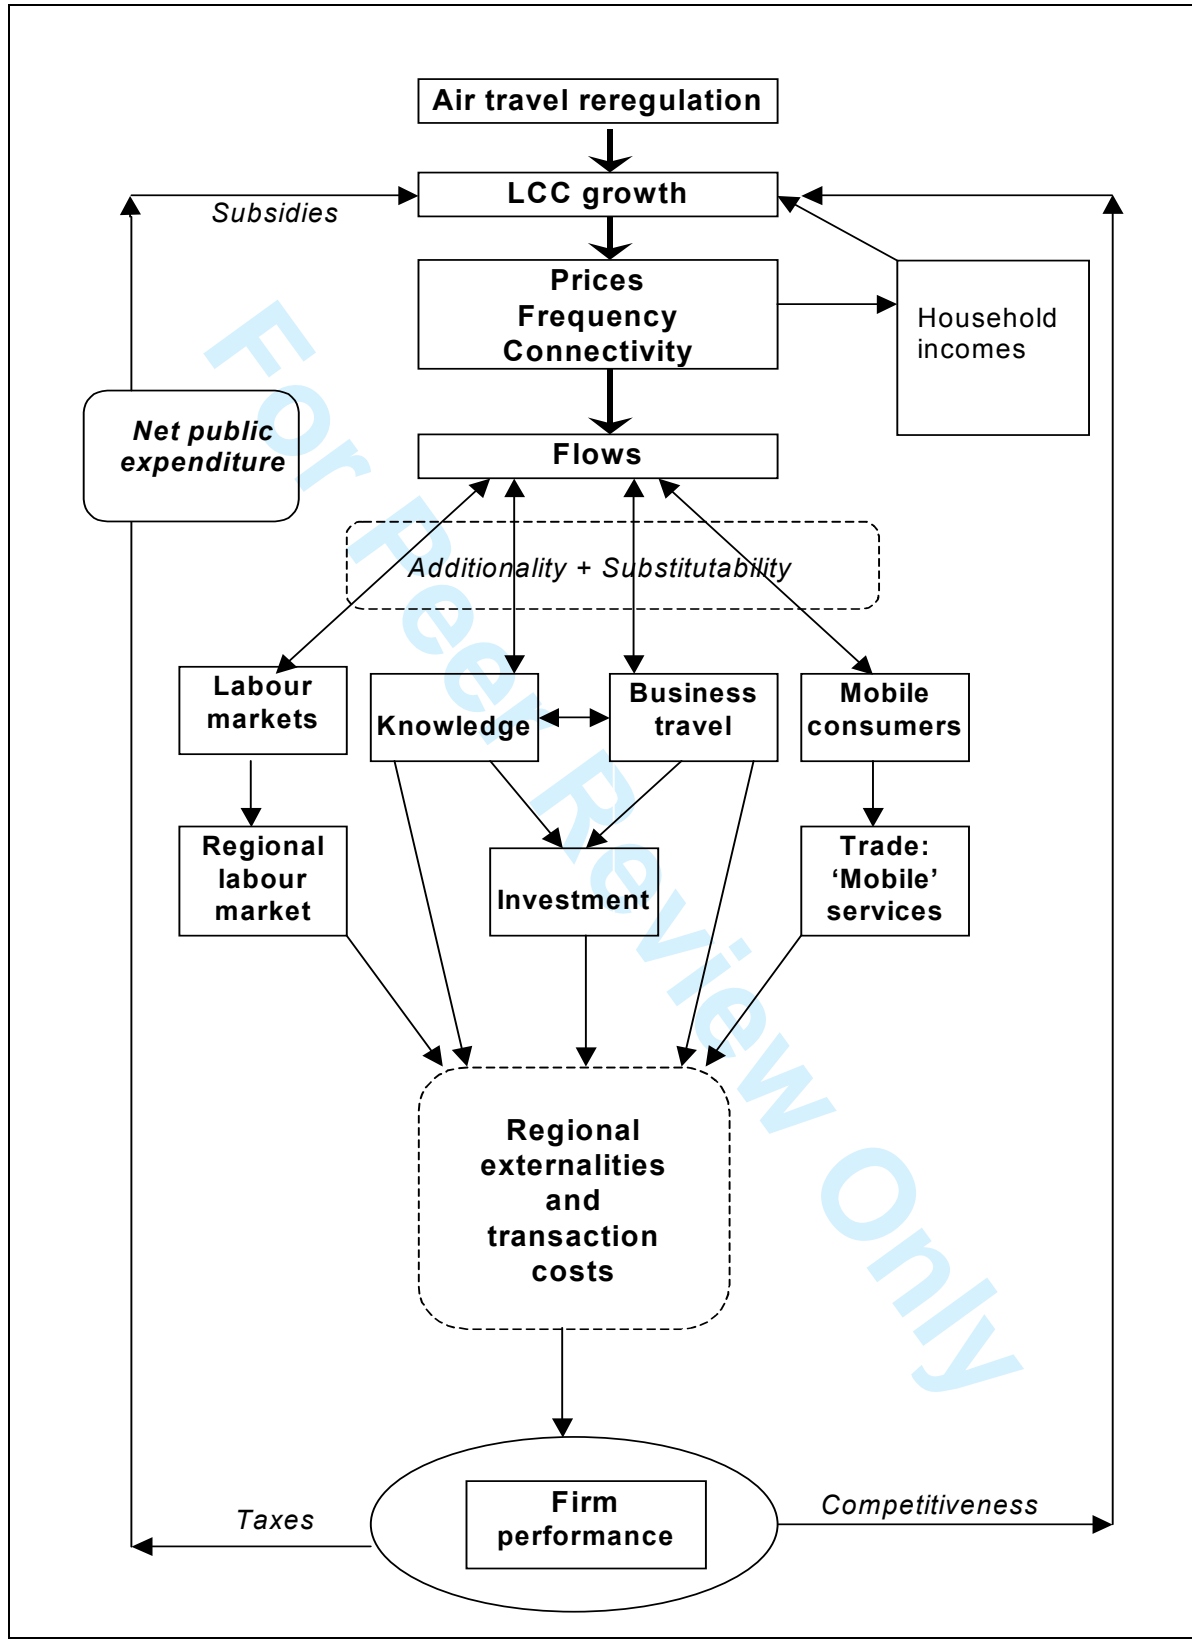 Air travel reregulation
LCC growth
Subsidies
Prices
Frequency
Connectivity
Household
incomes
Net public
expenditure
Flows
Additionality + Substitutability
Labour
markets
Knowledge
Business
travel
Mobile
consumers
Regional
labour
market
Investment
Trade:
‘Mobile’
services
Regional
externalities
and
transaction
costs
Firm
performance
Taxes
Competitiveness
For Peer Review Only